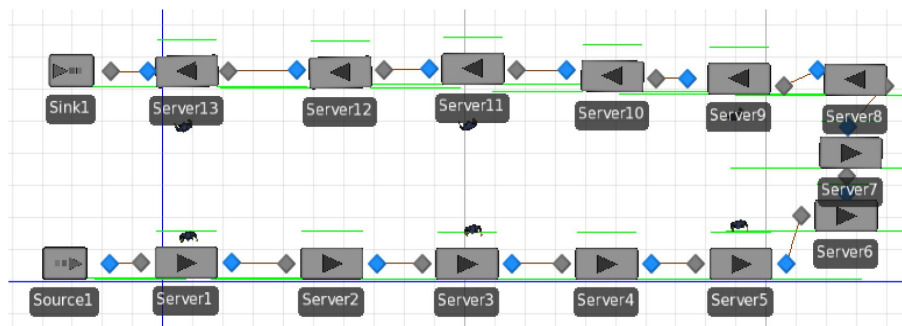 Sink1
Server13
Server12
Server11
Server10
Server9
Server8
Server7
Server6
Source1
Server1
Server2
Server3
Server4
Server5